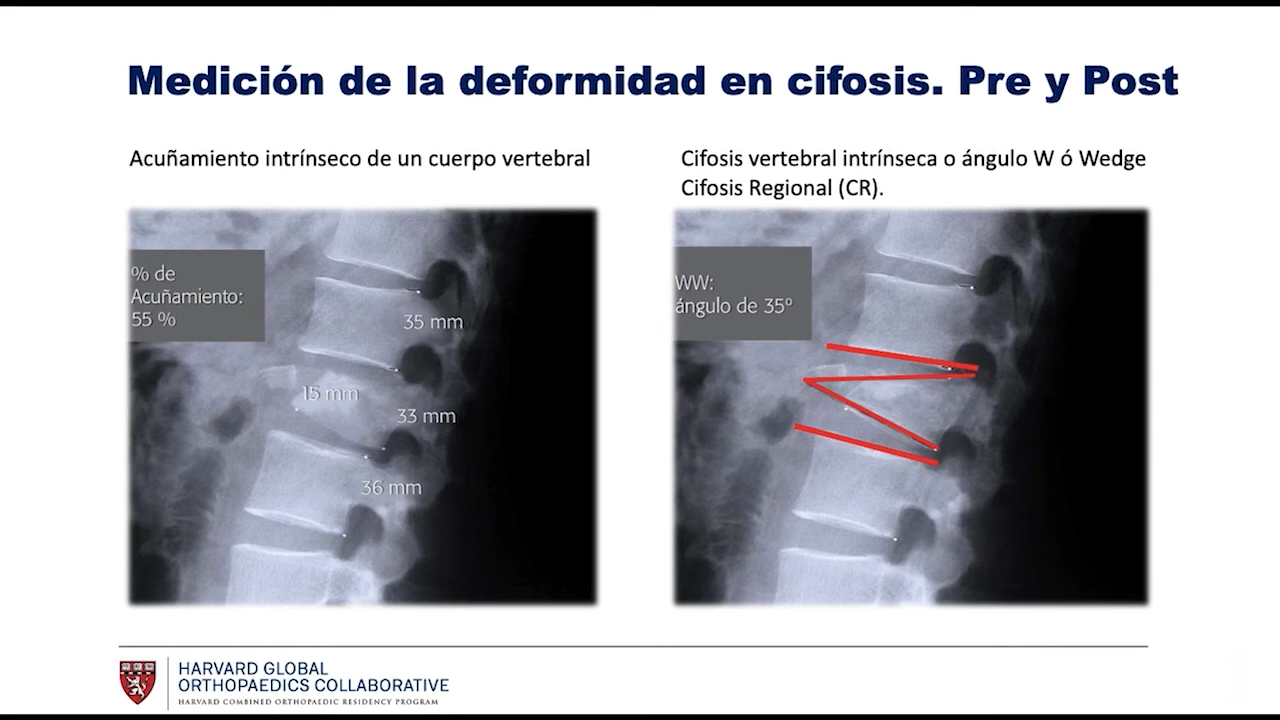 Medición de la deformidad en cifosis. Pre y Post
Acuñamiento intrínseco de un cuerpo vertebral
% de
Acuñamiento:
55 %
35 mm
15 mm
33 mm
36 mm
Cifosis vertebral intrínseca o ángulo W ó Wedge
Cifosis Regional (CR).
WW:
ángulo de 35º
HARVARD GLOBAL
ORTHOPAEDICS COLLABORATIVE
HARVARD COMBINED ORTHOPAEDIC RESIDENCY PROGRAM